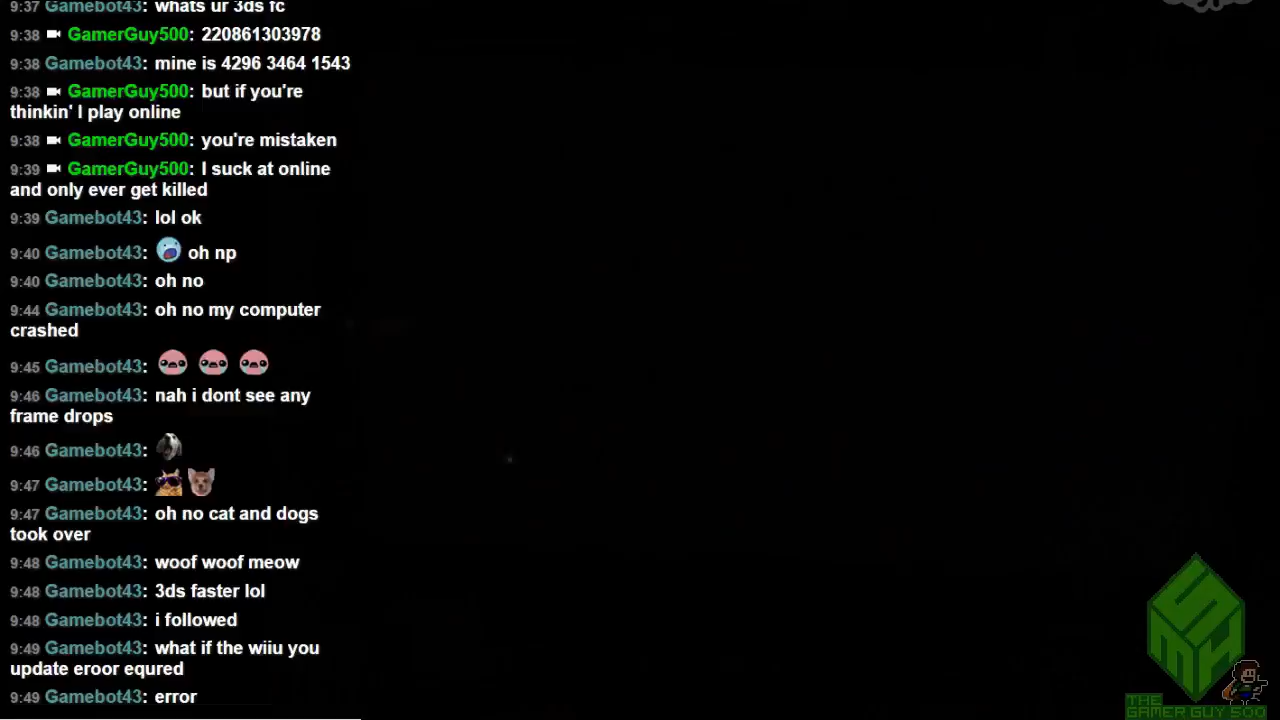 9:37 Gamebot43: whats ur 3ds fc
9:38 GamerGuy500: 220861303978
9:38 Gamebot43: mine is 4296 3464 1543
9:38 GamerGuy500: but if you're
thinkin' I play online
9:38 GamerGuy500: you're mistaken
9:39 GamerGuy500: I suck at online
and only ever get killed
9:39 Gamebot43: lol ok
9:40 Gamebot43: oh np
9:40 Gamebot43: oh no
9:44 Gamebot43: oh no my computer
crashed
9:45 Gamebot43:
9:46 Gamebot43: nah i dont see any
frame drops
9:46 Gamebot43:
9:47 Gamebot43:
9:47 Gamebot43: oh no cat and dogs
took over
9:48 Gamebot43: woof woof meow
9:48 Gamebot43: 3ds faster lol
9:48 Gamebot43: i followed
9:49 Gamebot43: what if the wiiu you
update eroor equred
9:49 Gamebot43: error
THE
GAMER GUY 500